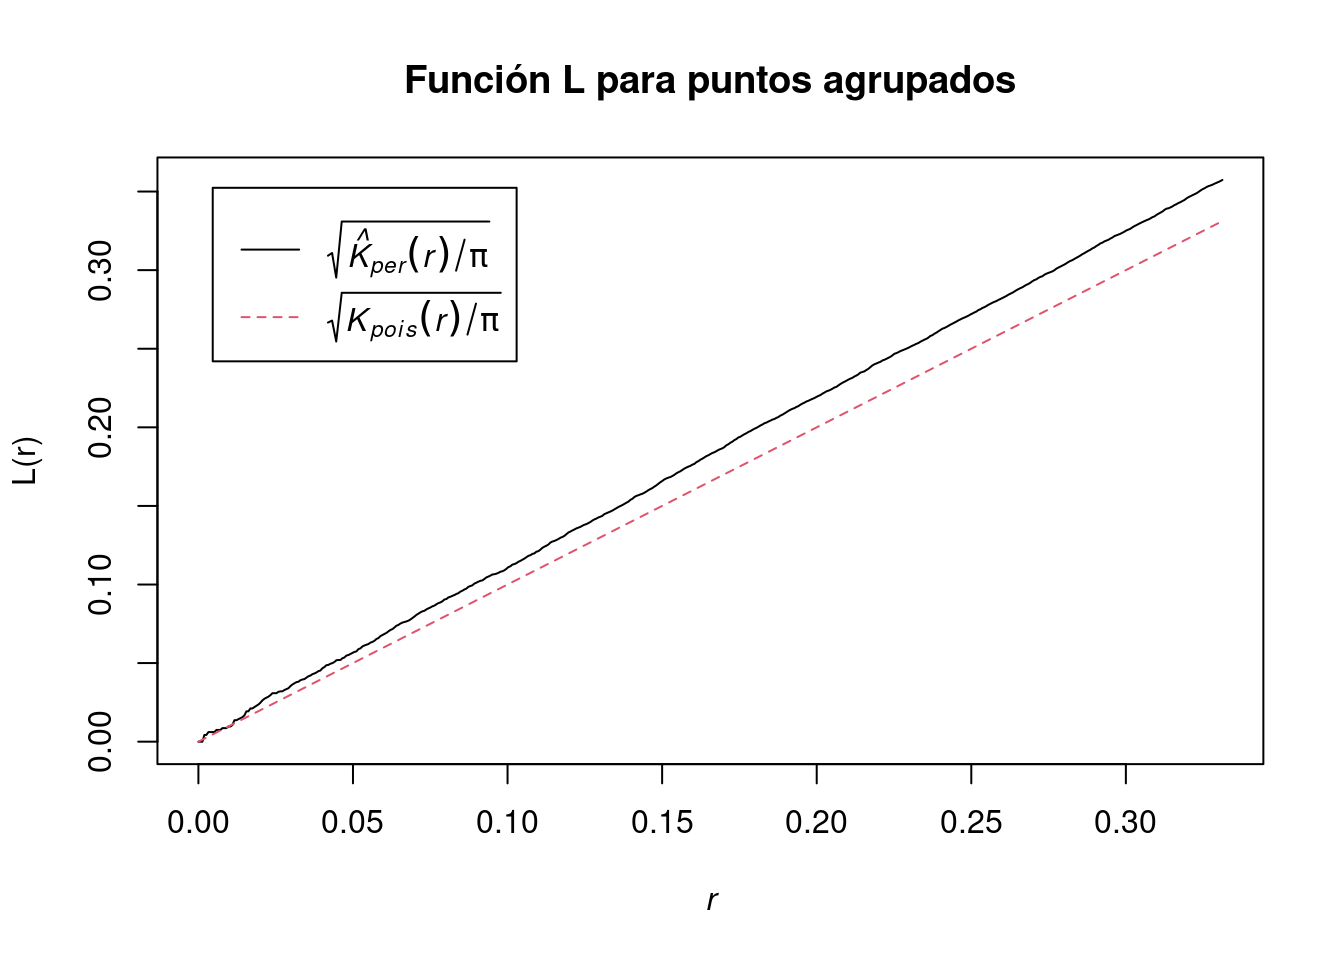 Función L para puntos agrupados
√K̂per(r)/π
√Kpois(r)/π
L(r)
0.30
0.20
0.10
0.00
0.00 0.05 0.10 0.15 0.20 0.25 0.30
r